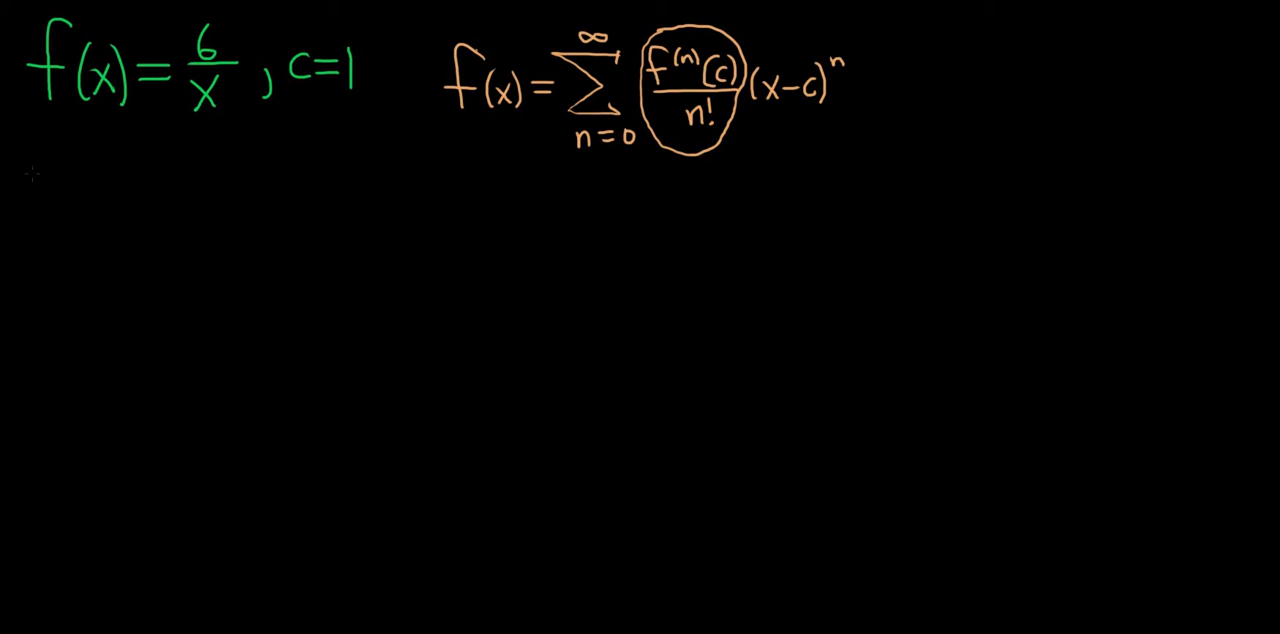 f(x) = 6/x , c=1
f(x) = ∑_{n=0}^{∞} f^{(n)}(c)/n! (x-c)^n